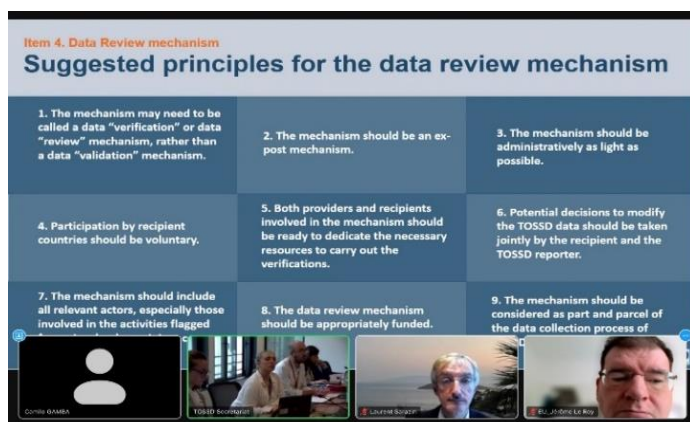 Item 4. Data Review mechanism
Suggested principles for the data review mechanism
1. The mechanism may need to be
called a data “verification” or data
“review” mechanism, rather than
a data “validation” mechanism.
2. The mechanism should be an ex-
post mechanism.
3. The mechanism should be
administratively as light as
possible.
4. Participation by recipient
countries should be voluntary.
5. Both providers and recipients
involved in the mechanism should
be ready to dedicate the necessary
resources to carry out the
verifications.
6. Potential decisions to modify
the TOSSD data should be taken
jointly by the recipient and the
TOSSD reporter.
7. The mechanism should include
all relevant actors, especially those
involved in the activities flagged
8. The data review mechanism
should be appropriately funded.
9. The mechanism should be
considered as part and parcel of
the data collection process of
Camille GAMBA
TOSSD Secretariat
Laurent Sarazin
EU_Jérôme Le Roy